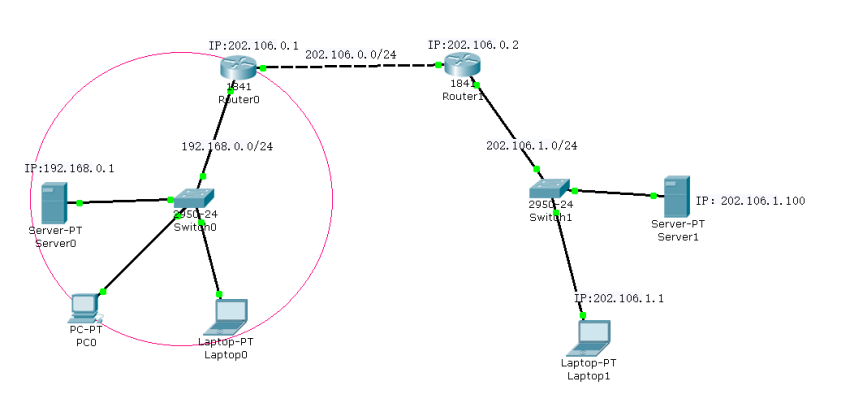 IP:202.106.0.1
202.106.0.0/24
IP:202.106.0.2
1841
Router0
1841
Router1
192.168.0.0/24
202.106.1.0/24
IP:192.168.0.1
Server-PT
Server0
2950-24
Switch0
2950-24
Switch1
IP: 202.106.1.100
Server-PT
Server1
PC-PT
PC0
Laptop-PT
Laptop0
IP:202.106.1.1
Laptop-PT
Laptop1